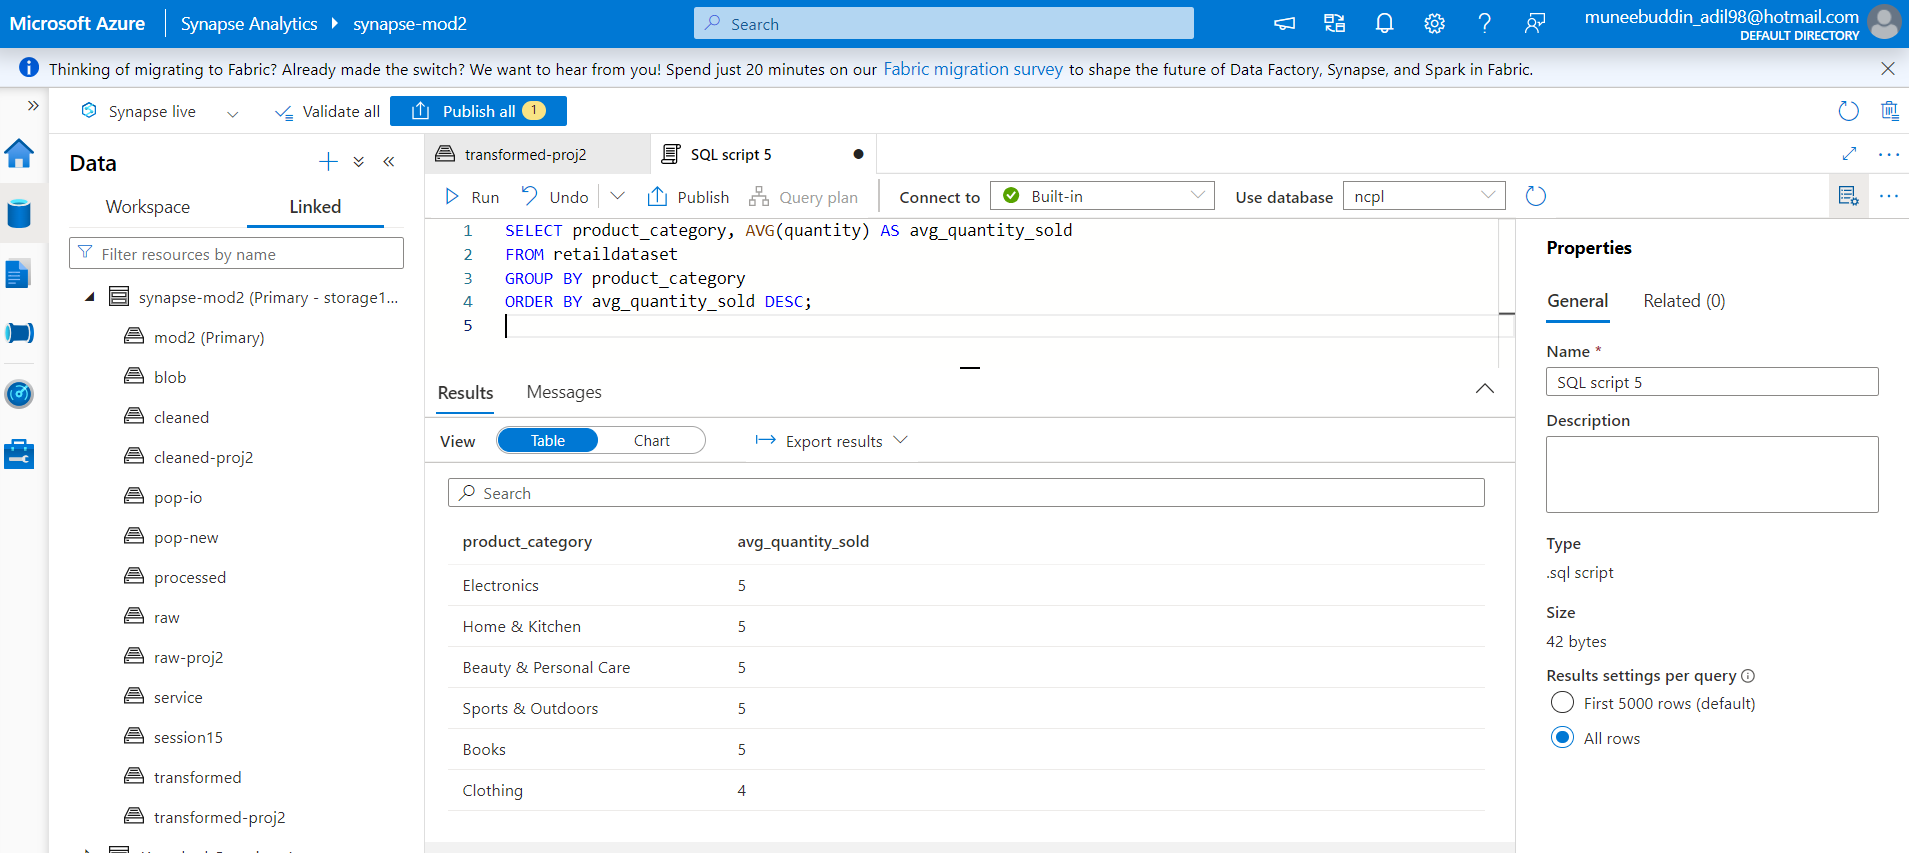 Microsoft Azure
Synapse Analytics
synapse-mod2
Search
muneebuddin_adil98@hotmail.com
DEFAULT DIRECTORY
Thinking of migrating to Fabric? Already made the switch? We want to hear from you! Spend just 20 minutes on our Fabric migration survey to shape the future of Data Factory, Synapse, and Spark in Fabric.
Synapse live
Validate all
Publish all 1
Data
Workspace
Linked
Filter resources by name
synapse-mod2 (Primary - storage1...
mod2 (Primary)
blob
cleaned
cleaned-proj2
pop-io
pop-new
processed
raw
raw-proj2
service
session15
transformed
transformed-proj2
transformed-proj2
SQL script 5
Run
Undo
Publish
Query plan
Connect to
Built-in
Use database
ncpl
1 SELECT product_category, AVG(quantity) AS avg_quantity_sold
2 FROM retaildataset
3 GROUP BY product_category
4 ORDER BY avg_quantity_sold DESC;
5
Results
Messages
View
Table
Chart
Export results
Search
product_category avg_quantity_sold
Electronics 5
Home & Kitchen 5
Beauty & Personal Care 5
Sports & Outdoors 5
Books 5
Clothing 4
Properties
General
Related (0)
Name *
SQL script 5
Description
Type
.sql script
Size
42 bytes
Results settings per query
First 5000 rows (default)
All rows